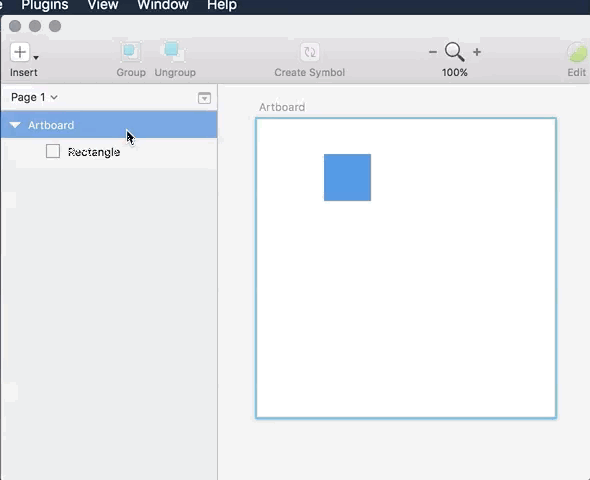 Plugins View Window Help
Insert Group Ungroup Create Symbol 100% Edit
Page 1
Artboard
Artboard
Rectangle